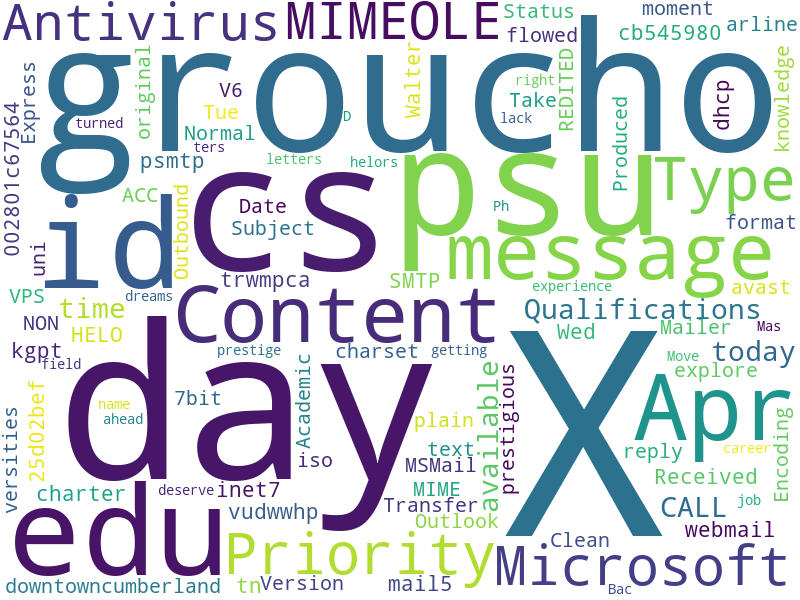 Antivirus
MIMEOLE
Status
moment
arline
flowed
cb545980
groucho
Express
original
V6
Walter
right
REDITED
knowledge
turned
Tue
Take
dhcp
D
lack
Normal
ters
002801c67564
psmtp
letters
helors
Produced
psu
Type
cs
ACC
Outbound
Date
Ph
id
Subject
format
uni
message
trwmpca
SMTP
VPS
dreams
experience
avast
time
Content
Qualifications
NON
HELO
Wed
Mailer
Mas
kgpt
prestige
charset
getting
today
field
Move
explore
day
X
Academic
available
prestigious
Apr
25d02bef
name
7bit
versities
ahead
plain
Encoding
text
reply
career
iso
MSMail
Received
charter
deserve
inet7
MIME
job
edu
vudwwhp
Transfer
CALL
Outlook
webmail
Priority
Clean
Microsoft
downtowncumberland
tn
Version
mail5
Bac